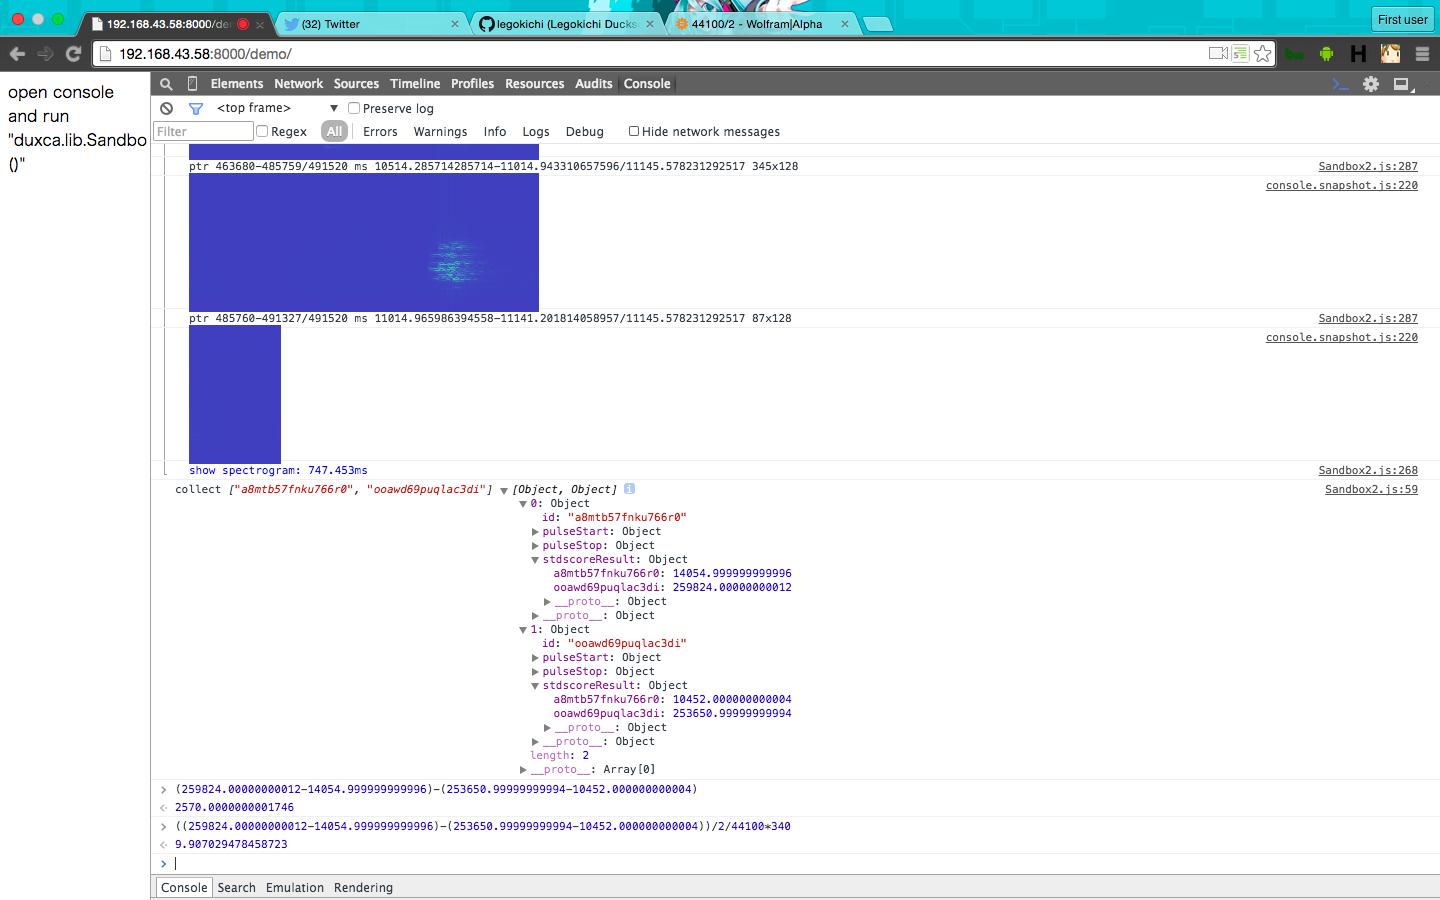 192.168.43.58:8000/de
(32) Twitter
legokichi (Legokichi Ducks
44100/2 - Wolfram|Alpha
First user
192.168.43.58:8000/demo/
open console
and run
"duxca.lib.Sandbo
()"
Elements Network Sources Timeline Profiles Resources Audits Console
<top frame> ▼ Preserve log
Filter Regex All Errors Warnings Info Logs Debug Hide network messages
ptr 463680-485759/491520 ms 10514.285714285714-11014.943310657596/11145.578231292517 345x128 Sandbox2.js:287
console.snapshot.js:220
ptr 485760-491327/491520 ms 11014.965986394558-11141.201814058957/11145.578231292517 87x128 Sandbox2.js:287
console.snapshot.js:220
show spectrogram: 747.453ms Sandbox2.js:268
collect ["a8mtb57fnku766r0", "ooawd69puqlac3di"] ▼ [Object, Object] Sandbox2.js:59
▼ 0: Object
id: "a8mtb57fnku766r0"
▶ pulseStart: Object
▶ pulseStop: Object
▼ stdscoreResult: Object
a8mtb57fnku766r0: 14054.999999999996
ooawd69puqlac3di: 259824.00000000012
▶ __proto__: Object
▶ __proto__: Object
▼ 1: Object
id: "ooawd69puqlac3di"
▶ pulseStart: Object
▶ pulseStop: Object
▼ stdscoreResult: Object
a8mtb57fnku766r0: 10452.000000000004
ooawd69puqlac3di: 253650.99999999994
▶ __proto__: Object
▶ __proto__: Object
length: 2
▶ __proto__: Array[0]
> (259824.00000000012-14054.999999999996)-(253650.99999999994-10452.000000000004)
2570.0000000001746
> ((259824.00000000012-14054.999999999996)-(253650.99999999994-10452.000000000004))/2/44100*340
9.907029478458723
>
Console Search Emulation Rendering